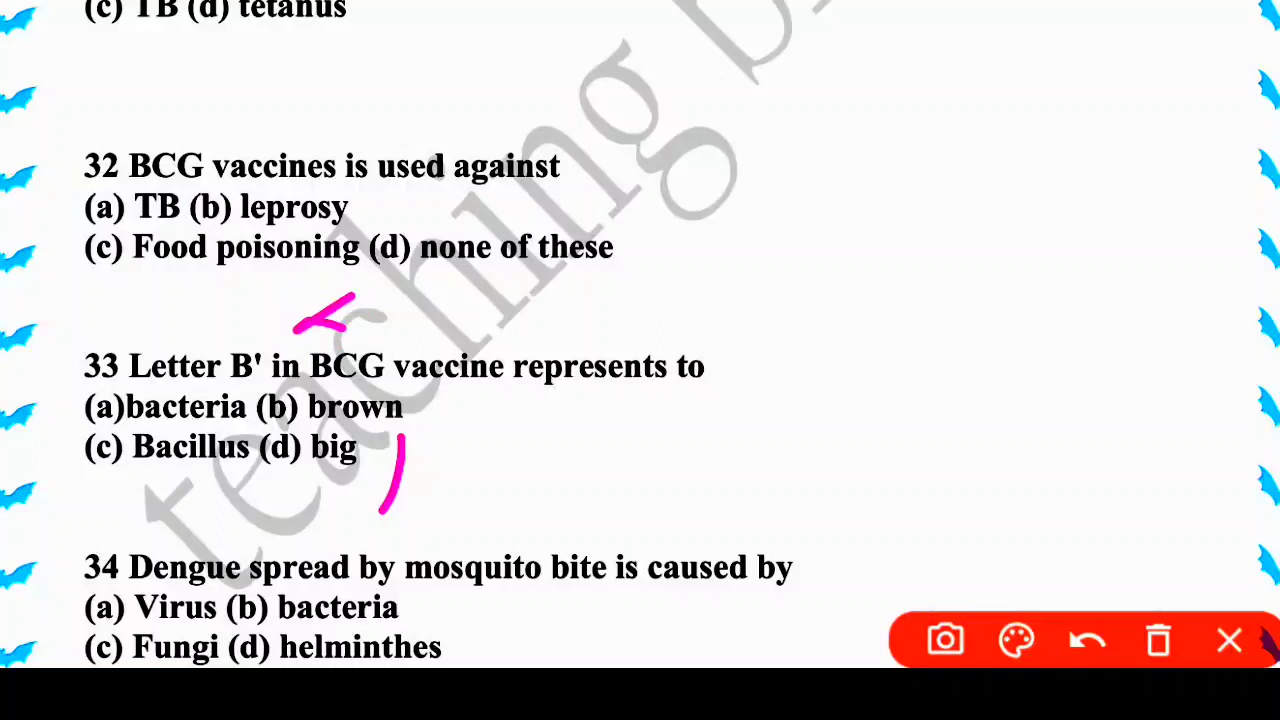 (c) TB (d) tetanus
32 BCG vaccines is used against
(a) TB (b) leprosy
(c) Food poisoning (d) none of these
33 Letter B' in BCG vaccine represents to
(a)bacteria (b) brown
(c) Bacillus (d) big
34 Dengue spread by mosquito bite is caused by
(a) Virus (b) bacteria
(c) Fungi (d) helminthes
teaching